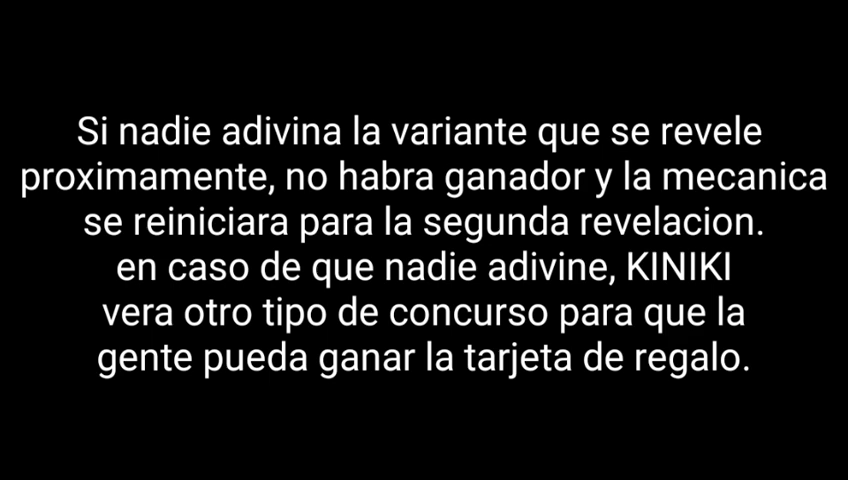 Si nadie adivina la variante que se revele
proximamente, no habra ganador y la mecanica
se reiniciara para la segunda revelacion.
en caso de que nadie adivine, KINIKI
vera otro tipo de concurso para que la
gente pueda ganar la tarjeta de regalo.